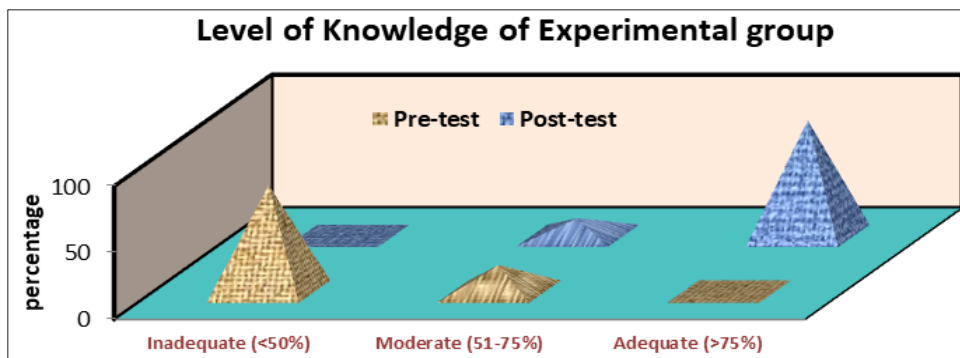 Level of Knowledge of Experimental group
Pre-test Post-test
percentage
100
50
0
Inadequate (<50%) Moderate (51-75%) Adequate (>75%)